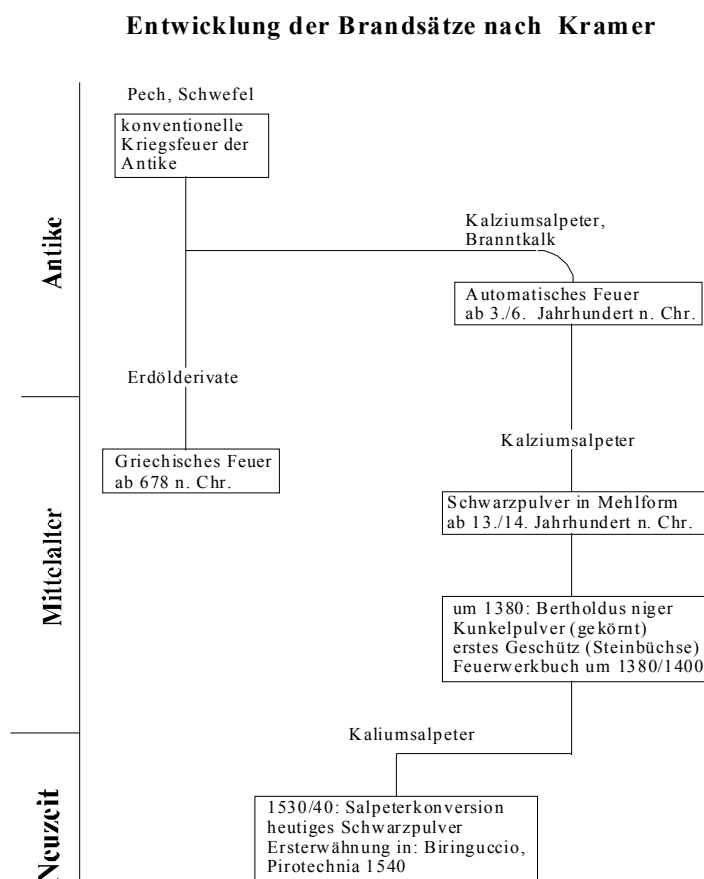 Entwicklung der Brandsätze nach Kramer
Pech, Schwefel
konventionelle
Kriegsfeuer der
Antike
Antike
Kalziumsalpeter,
Branntkalk
Automatisches Feuer
ab 3./6. Jahrhundert n. Chr.
Erdölderivate
Kalziumsalpeter
Griechisches Feuer
ab 678 n. Chr.
Mittelalter
Schwarzpulver in Mehlform
ab 13./14. Jahrhundert n. Chr.
um 1380: Bertholdus niger
Kunkelpulver (gekörnt)
erstes Geschütz (Steinbüchse)
Feuerwerkbuch um 1380/1400
Kaliumsalpeter
Neuzeit
1530/40: Salpeterkonversion
heutiges Schwarzpulver
Ersterwähnung in: Biringuccio,
Pirotechnia 1540